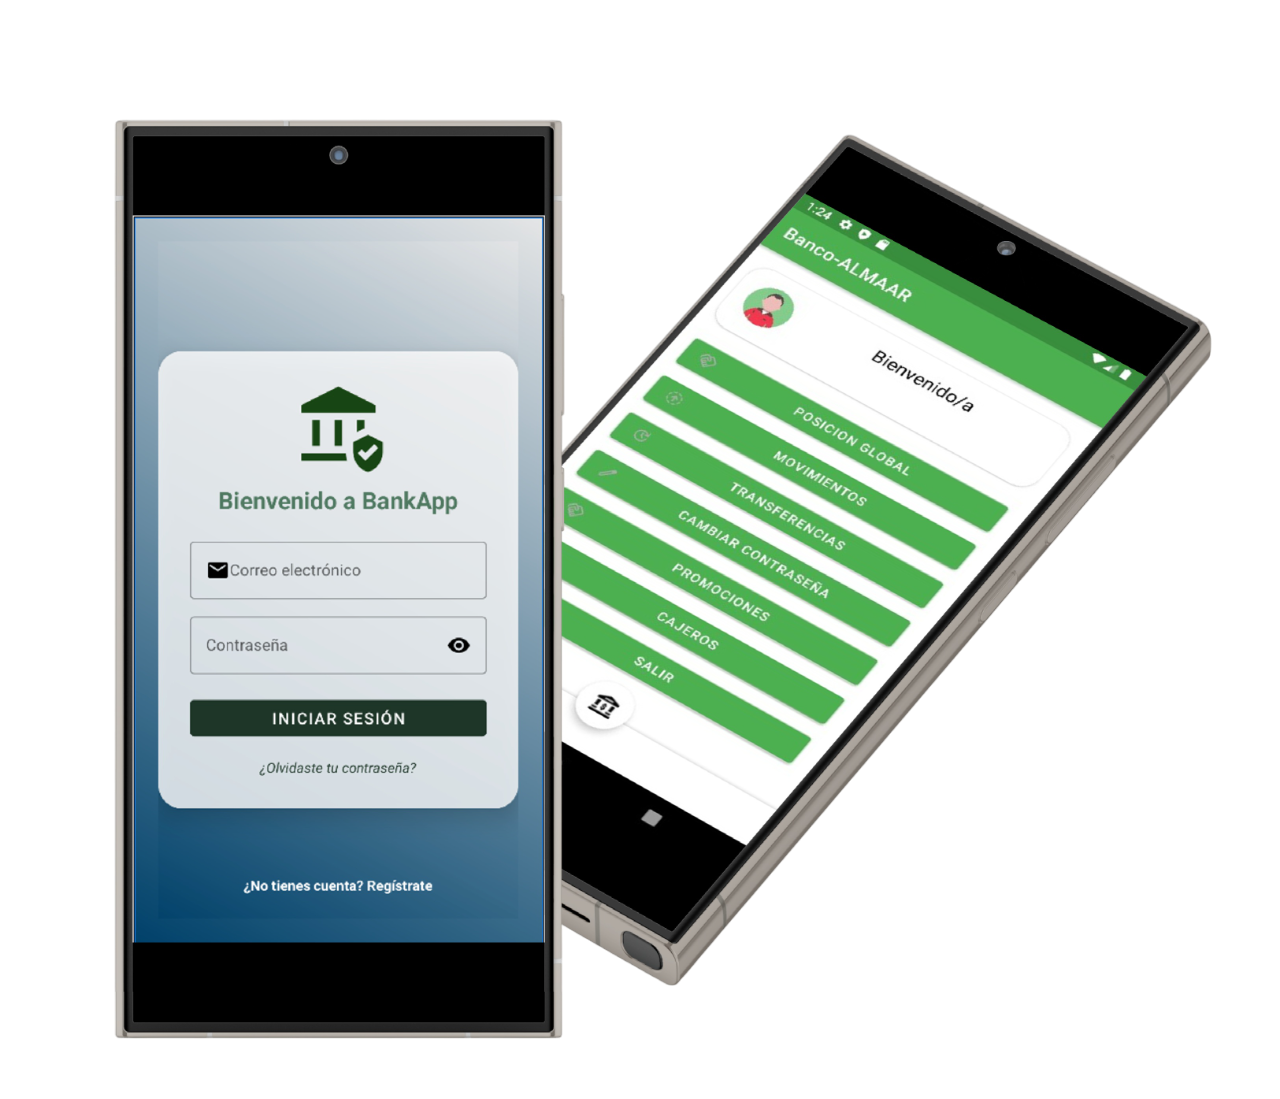 Bienvenido a BankApp
Correo electrónico
Contraseña
INICIAR SESIÓN
¿Olvidaste tu contraseña?
¿No tienes cuenta? Regístrate
1:24
Banco-ALMAAR
Bienvenido/a
POSICION GLOBAL
MOVIMIENTOS
TRANSFERENCIAS
CAMBIAR CONTRASEÑA
PROMOCIONES
CAJEROS
SALIR